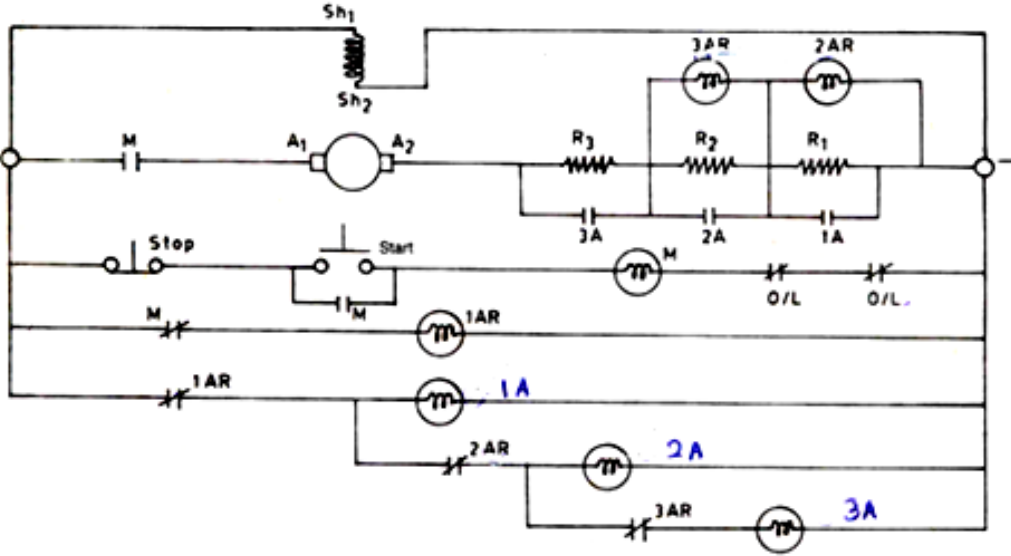 Sh1
3AR 2AR
Sh2
M A1 A2 R3 R2 R1 –
3A 2A 1A
Stop Start
M
M O/L O/L
M 1AR
1AR 1A
2AR 2A
3AR 3A